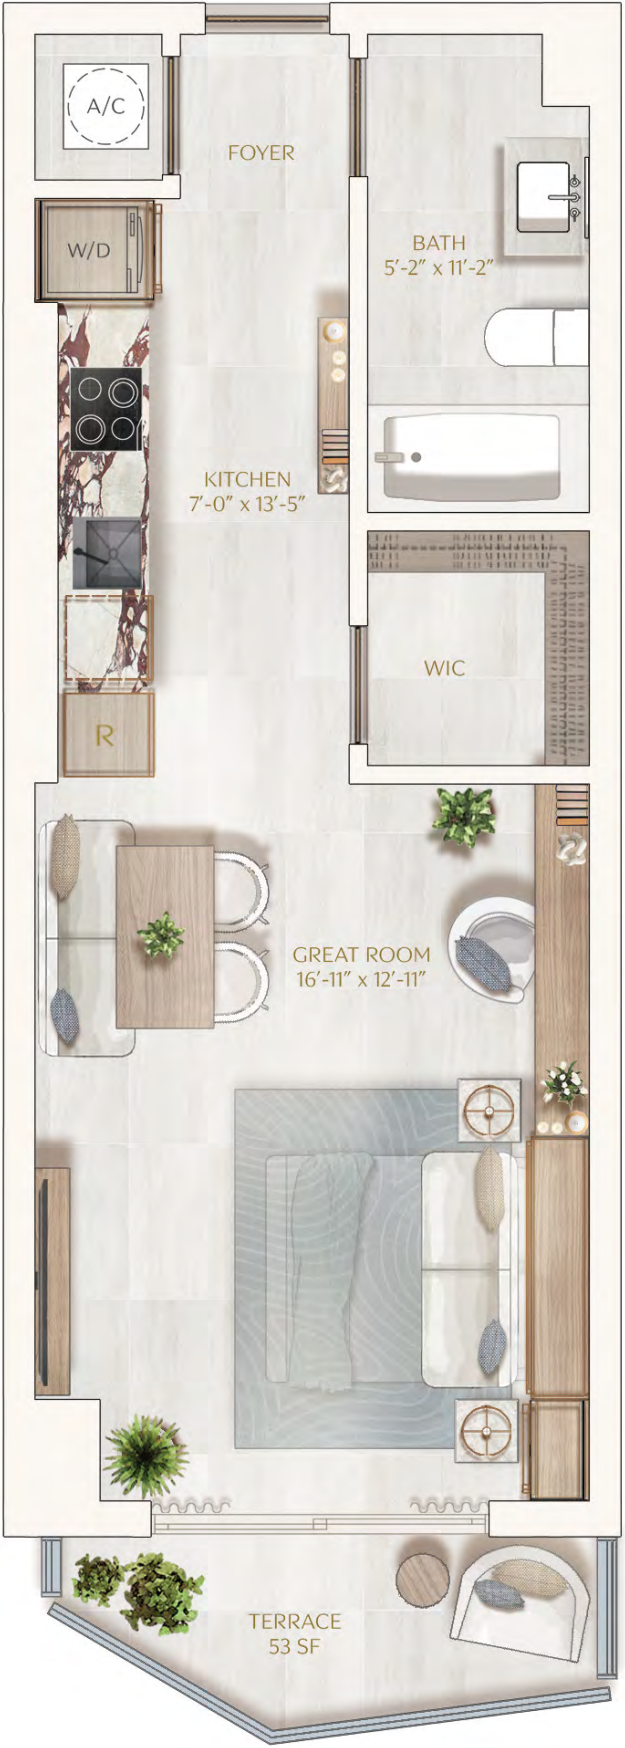 A/C
FOYER
W/D
BATH
5'-2" x 11'-2"
KITCHEN
7'-0" x 13'-5"
WIC
R
GREAT ROOM
16'-11" x 12'-11"
TERRACE
53 SF